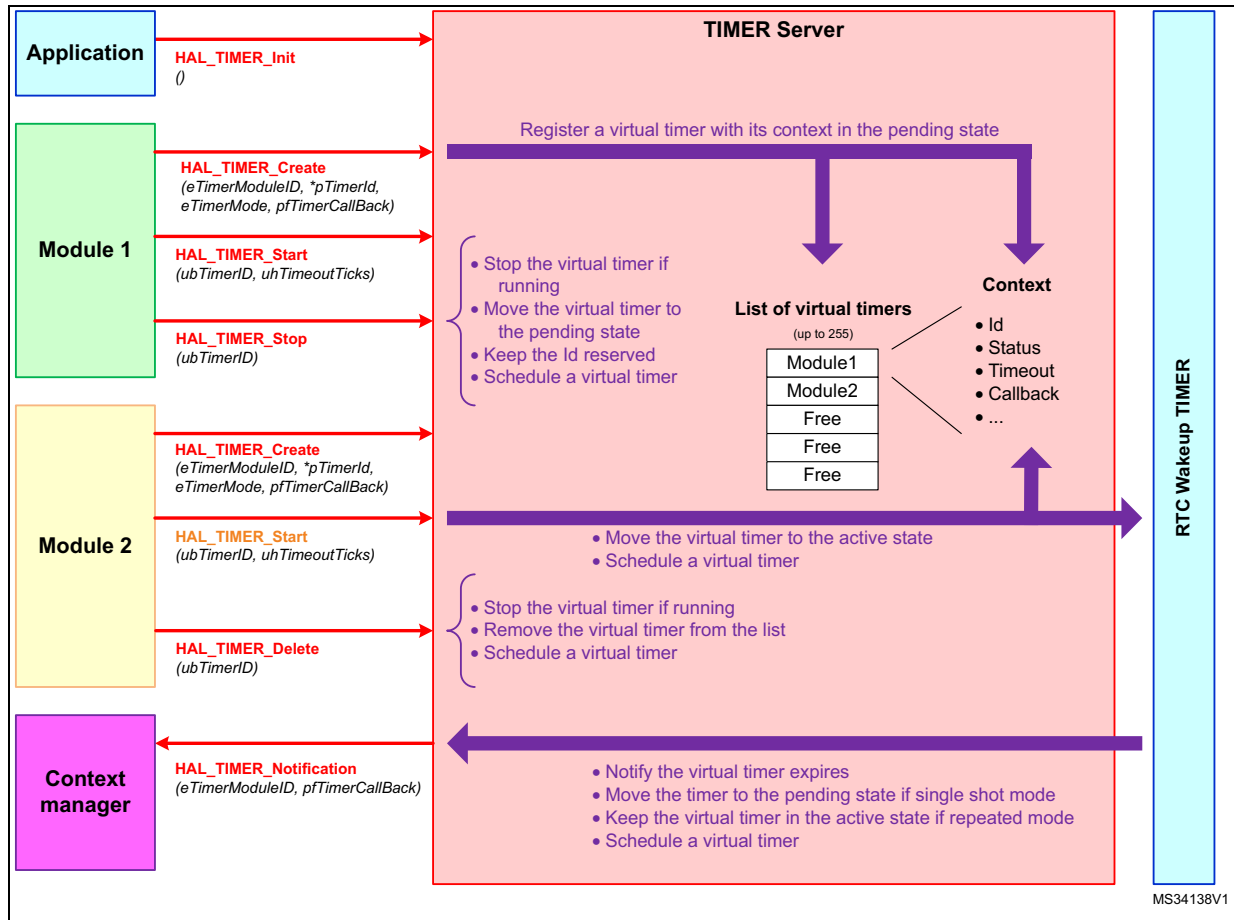 Application
HAL_TIMER_Init
()
TIMER Server
Module 1
HAL_TIMER_Create
(eTimerModuleID, *pTimerId,
eTimerMode, pfTimerCallBack)
HAL_TIMER_Start
(ubTimerID, uhTimeoutTicks)
HAL_TIMER_Stop
(ubTimerID)
Register a virtual timer with its context in the pending state
• Stop the virtual timer if
running
• Move the virtual timer to
the pending state
• Keep the Id reserved
• Schedule a virtual timer
List of virtual timers
(up to 255)
Module1
Module2
Free
Free
Free
Context
• Id
• Status
• Timeout
• Callback
• ...
Module 2
HAL_TIMER_Create
(eTimerModuleID, *pTimerId,
eTimerMode, pfTimerCallBack)
HAL_TIMER_Start
(ubTimerID, uhTimeoutTicks)
HAL_TIMER_Delete
(ubTimerID)
• Move the virtual timer to the active state
• Schedule a virtual timer
• Stop the virtual timer if running
• Remove the virtual timer from the list
• Schedule a virtual timer
Context
manager
HAL_TIMER_Notification
(eTimerModuleID, pfTimerCallBack)
• Notify the virtual timer expires
• Move the timer to the pending state if single shot mode
• Keep the virtual timer in the active state if repeated mode
• Schedule a virtual timer
RTC Wakeup TIMER
MS34138V1